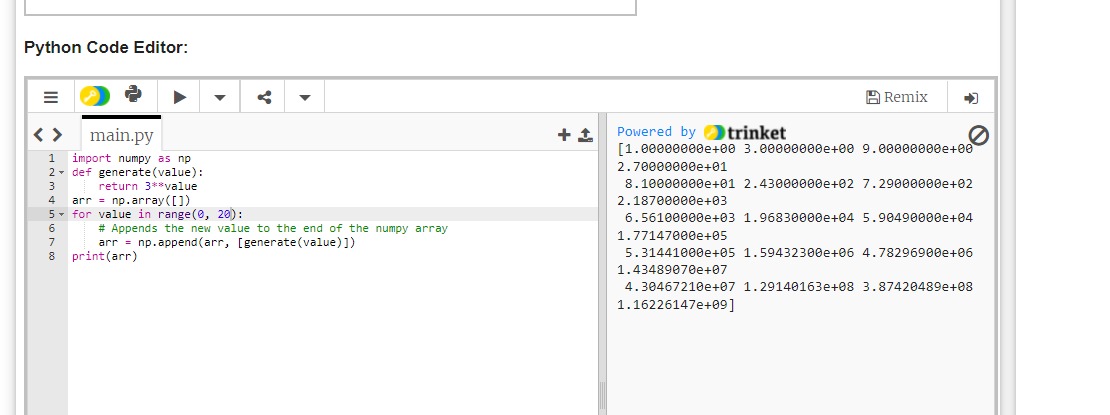 Python Code Editor:
Remix
main.py
1 import numpy as np
2 def generate(value):
3 return 3**value
4 arr = np.array([])
5 for value in range(0, 20):
6 # Appends the new value to the end of the numpy array
7 arr = np.append(arr, [generate(value)])
8 print(arr)
Powered by trinket
[1.00000000e+00 3.00000000e+00 9.00000000e+00
2.70000000e+01
8.10000000e+01 2.43000000e+02 7.29000000e+02
2.18700000e+03
6.56100000e+03 1.96830000e+04 5.90490000e+04
1.77147000e+05
5.31441000e+05 1.59432300e+06 4.78296900e+06
1.43489070e+07
4.30467210e+07 1.29140163e+08 3.87420489e+08
1.16226147e+09]